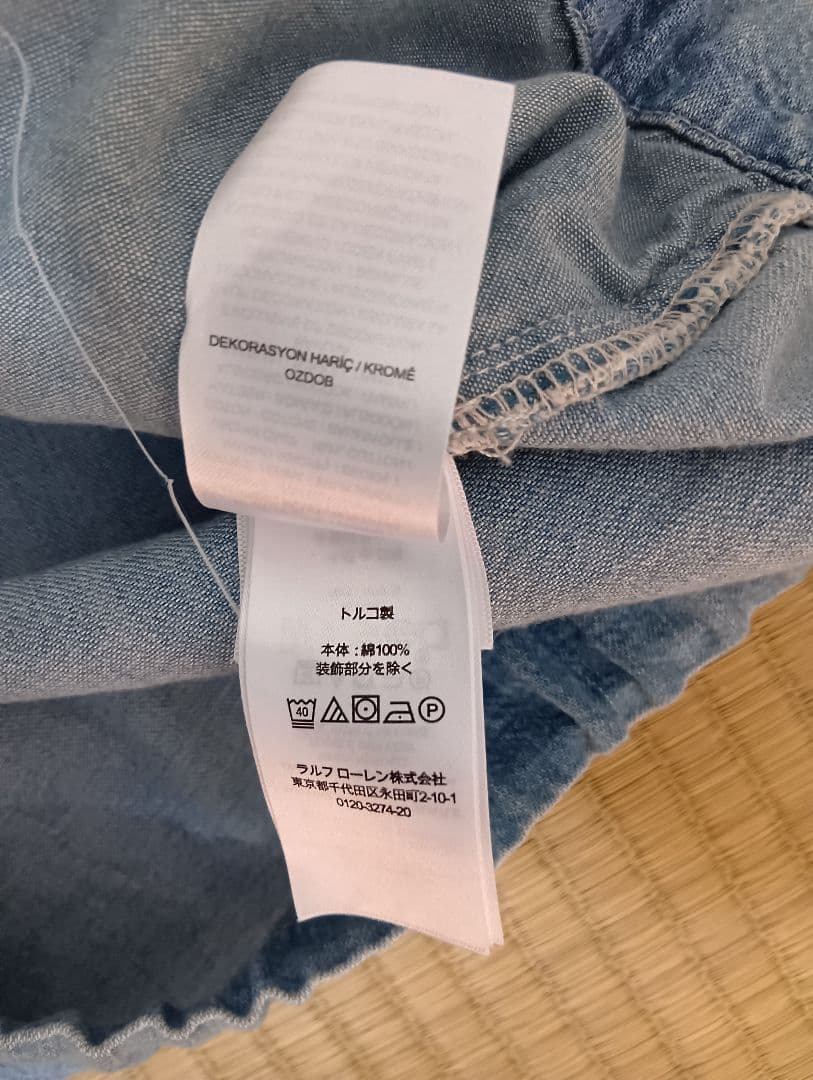 DEKORASYON HARİÇ / KROMĚ
OZDOB
トルコ製
本体 : 綿100%
装飾部分を除く
40 P
ラルフ ローレン株式会社
東京都千代田区永田町2-10-1
0120-3274-20